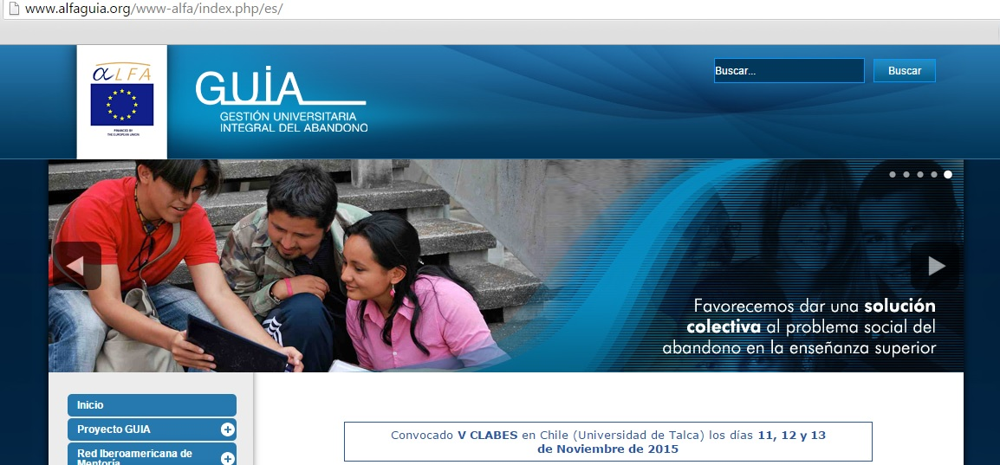 www.alfaguia.org/www-alfa/index.php/es/
αLFA
FINANCED BY
THE EUROPEAN UNION
GUiA
GESTIÓN UNIVERSITARIA
INTEGRAL DEL ABANDONO
Buscar...
Buscar
Favorecemos dar una solución
colectiva al problema social del
abandono en la enseñanza superior
Inicio
Proyecto GUIA
Red Iberoamericana de
Mentoría
Convocado V CLABES en Chile (Universidad de Talca) los días 11, 12 y 13
de Noviembre de 2015